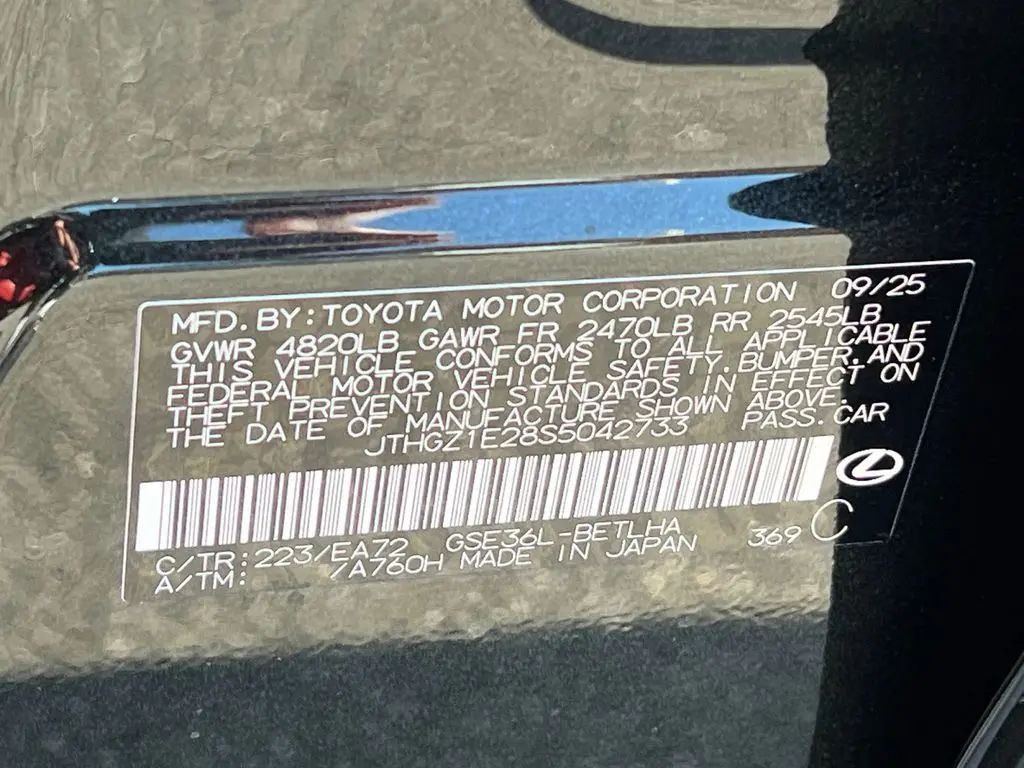 MFD. BY: TOYOTA MOTOR CORPORATION 09/25
GVWR 4820LB GAWR FR 2470LB RR 2545LB
THIS VEHICLE CONFORMS TO ALL APPLICABLE
FEDERAL MOTOR VEHICLE SAFETY, BUMPER, AND
THEFT PREVENTION STANDARDS IN EFFECT ON
THE DATE OF MANUFACTURE SHOWN ABOVE.
JTHGZ1E28S5042733 PASS. CAR
C/TR: 223/EA72 GSE36L-BETLHA 369 C
A/TM: /A760H MADE IN JAPAN